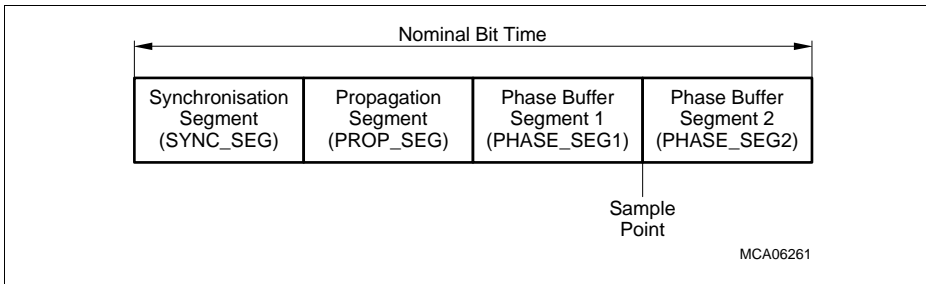 Nominal Bit Time
Synchronisation
Segment
(SYNC_SEG)
Propagation
Segment
(PROP_SEG)
Phase Buffer
Segment 1
(PHASE_SEG1)
Phase Buffer
Segment 2
(PHASE_SEG2)
Sample
Point
MCA06261